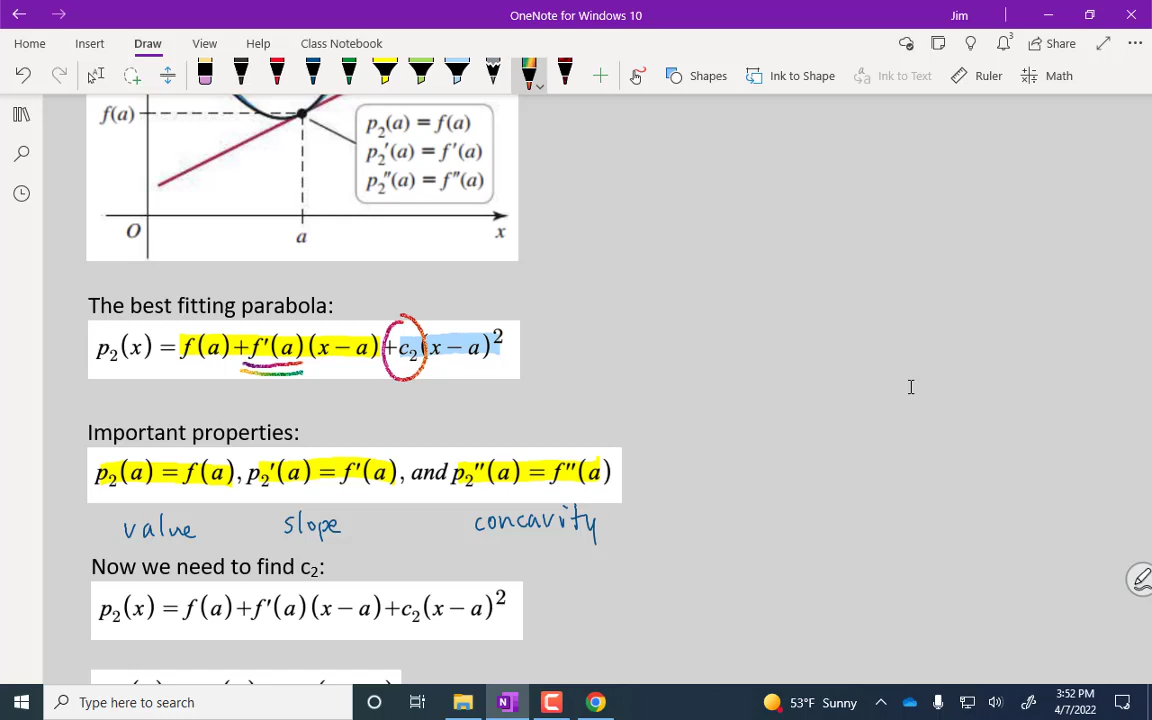 OneNote for Windows 10
Jim
Home Insert Draw View Help Class Notebook
3
Share
Shapes Ink to Shape Ink to Text Ruler Math
f(a)
p₂(a) = f(a)
p₂′(a) = f′(a)
p₂″(a) = f″(a)
O
a
x
The best fitting parabola:
p₂(x) = f(a)+f′(a)(x − a)+c₂(x − a)²
Important properties:
p₂(a) = f(a), p₂′(a) = f′(a), and p₂″(a) = f″(a)
value slope concavity
Now we need to find c₂:
p₂(x) = f(a)+f′(a)(x − a)+c₂(x − a)²
Type here to search
53°F Sunny
3:52 PM
4/7/2022